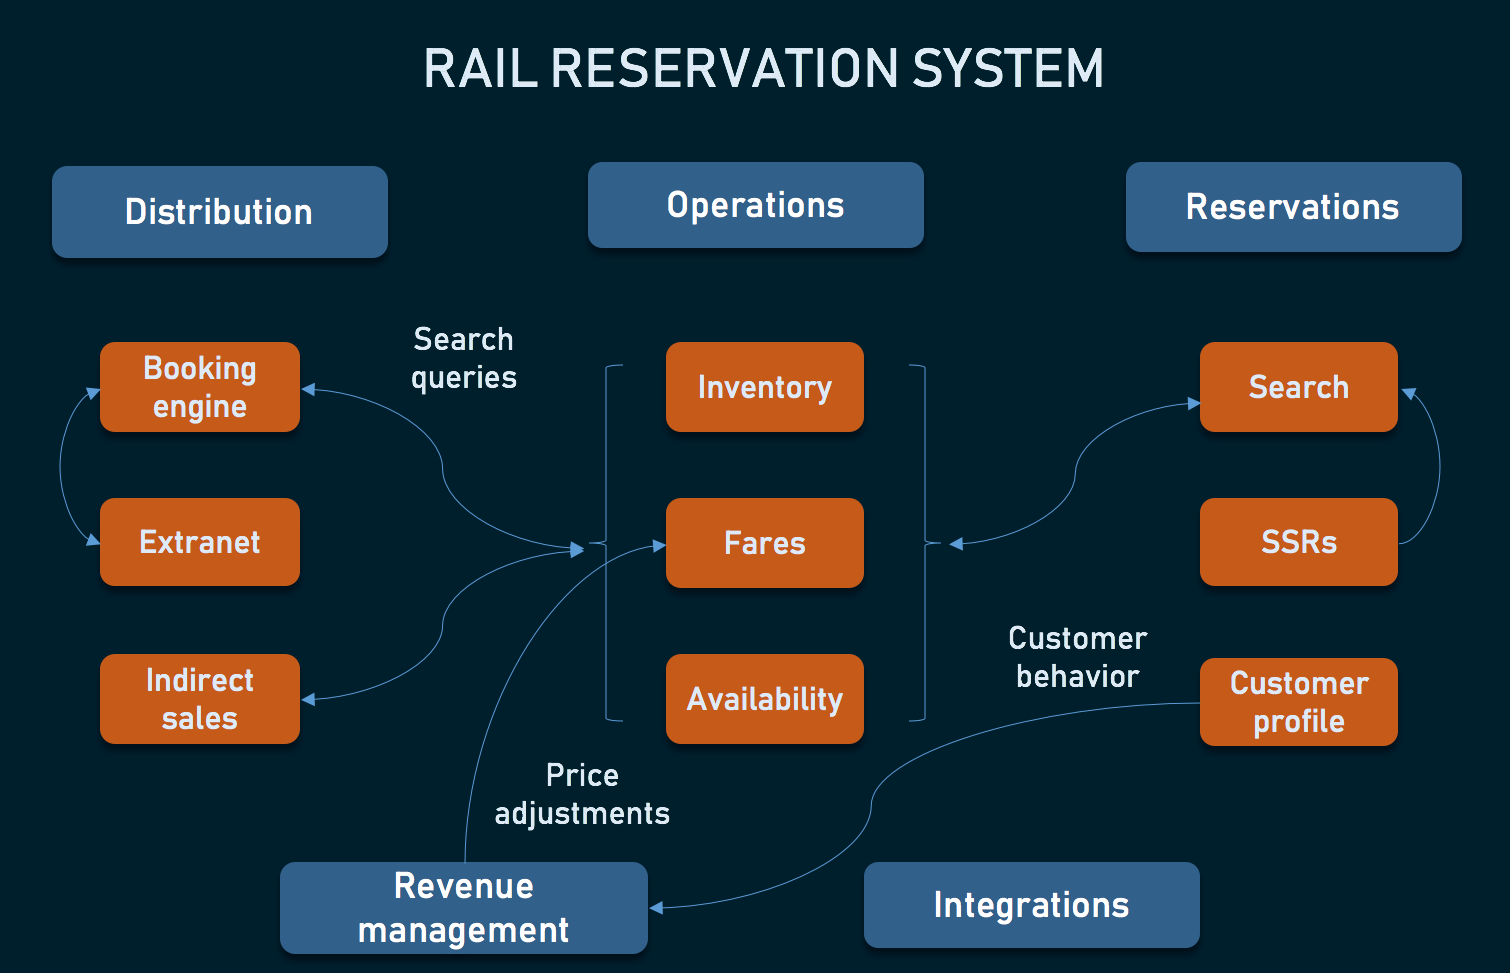 RAIL RESERVATION SYSTEM
Distribution
Operations
Reservations
Search
queries
Booking
engine
Inventory
Search
Extranet
Fares
SSRs
Customer
behavior
Indirect
sales
Availability
Customer
profile
Price
adjustments
Revenue
management
Integrations